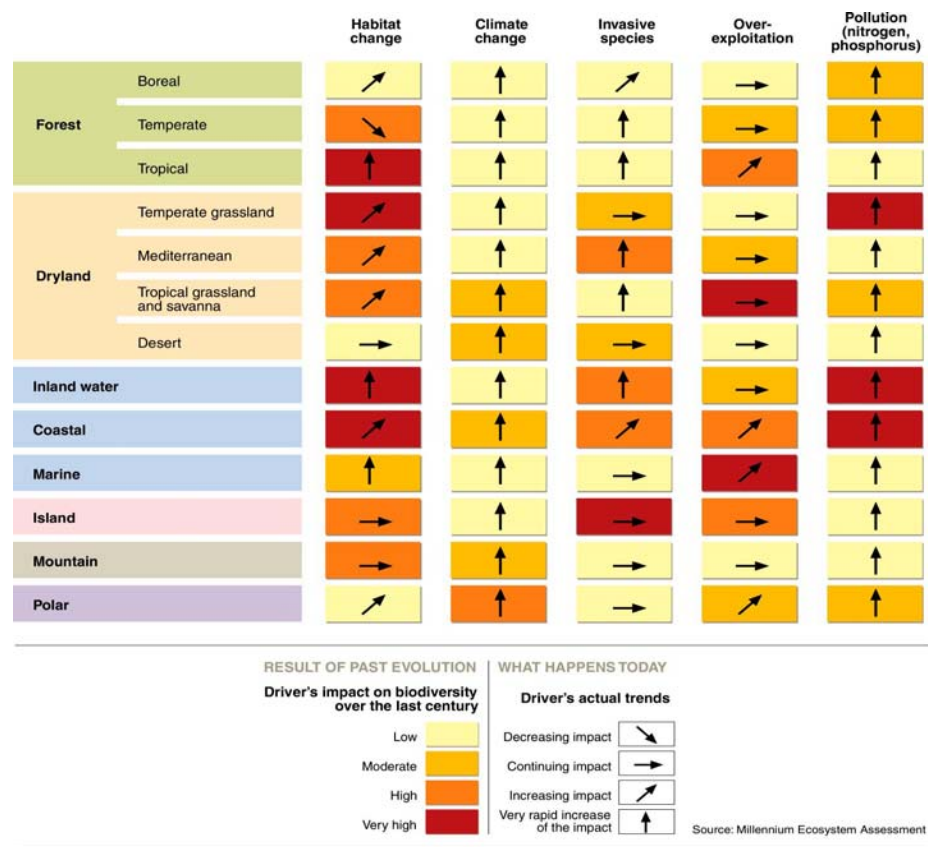 Habitat change
Climate change
Invasive species
Over-exploitation
Pollution (nitrogen, phosphorus)
Forest
Boreal
Temperate
Tropical
Dryland
Temperate grassland
Mediterranean
Tropical grassland
and savanna
Desert
Inland water
Coastal
Marine
Island
Mountain
Polar
RESULT OF PAST EVOLUTION
Driver's impact on biodiversity
over the last century
Low
Moderate
High
Very high
WHAT HAPPENS TODAY
Driver's actual trends
Decreasing impact
Continuing impact
Increasing impact
Very rapid increase
of the impact
Source: Millennium Ecosystem Assessment